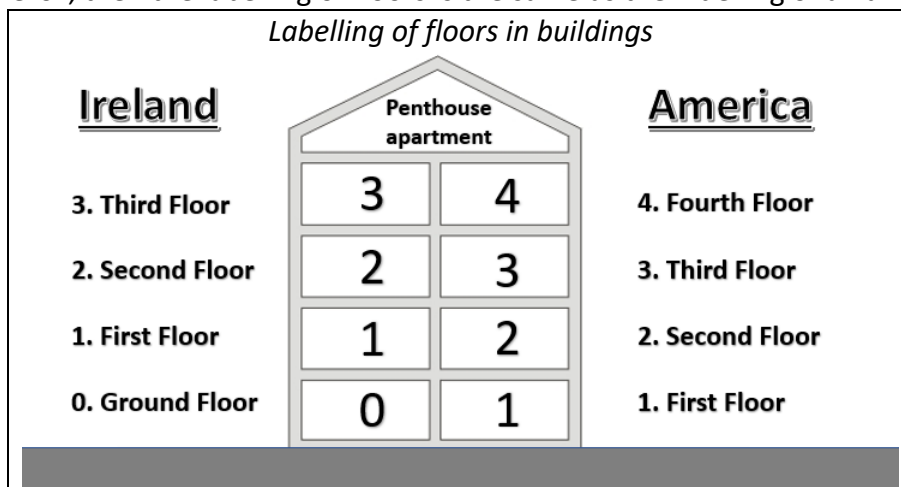 Labelling of floors in buildings
Ireland
America
Penthouse
apartment
3. Third Floor
3
4
4. Fourth Floor
2. Second Floor
2
3
3. Third Floor
1. First Floor
1
2
2. Second Floor
0. Ground Floor
0
1
1. First Floor